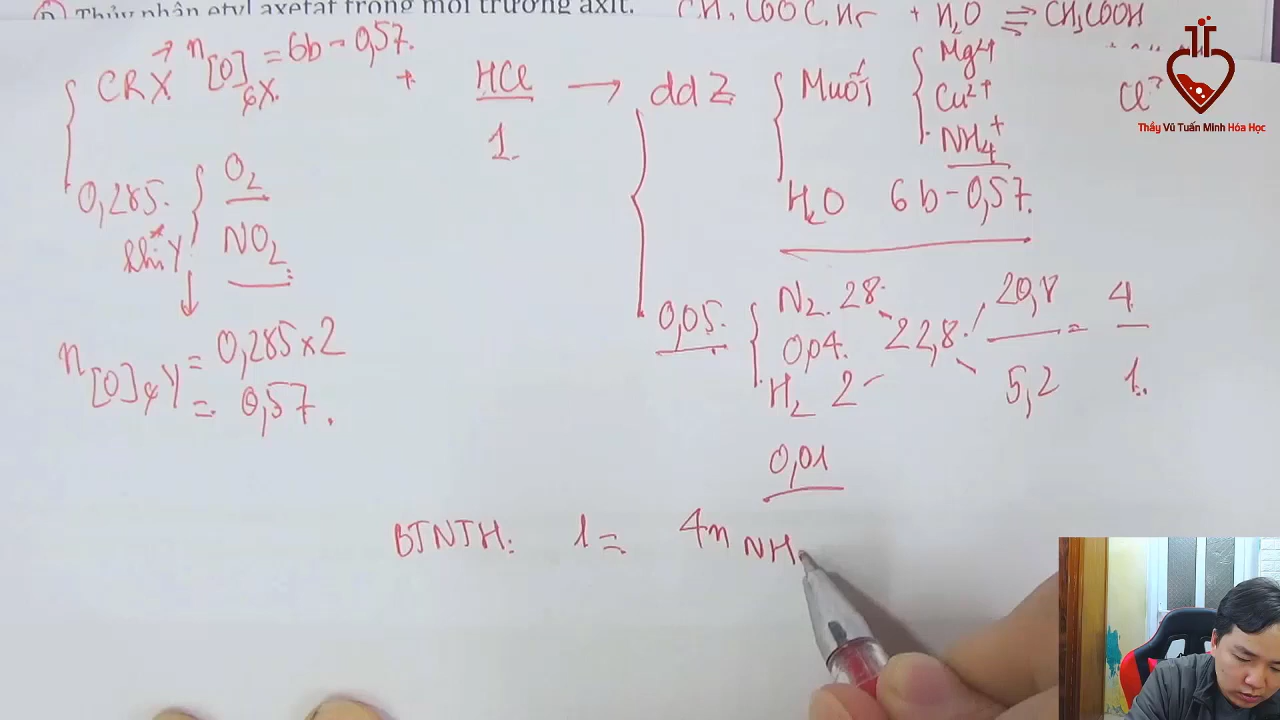 Thủy phân etyl axetat trong môi trường axit.
+ H2O ⇌ CH3COOH
CRX → n[O] = 6b - 0,57.
+ HCl → dd Z
1.
Muối
Mg2+
Cu2+
NH4+
Cl-
H2O 6b - 0,57.
Thầy Vũ Tuấn Minh Hóa Học
0,285.
khí Y
O2
NO2
n[O] Y = 0,285 x 2
= 0,57.
0,05.
N2. 28.
0,04.
H2 2
22,8.
20,8
5,2
=
4
1.
0,01
BTNTH: 1 = 4n NH